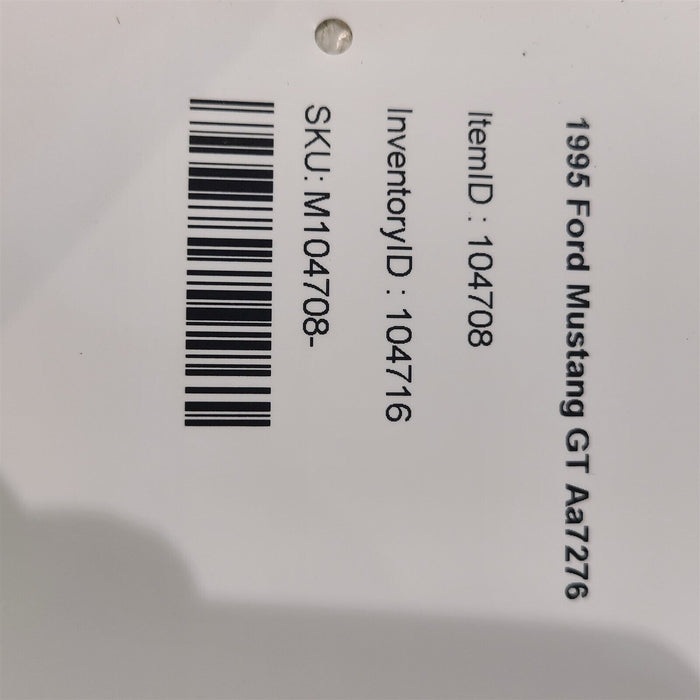 1995 Ford Mustang GT Aa7276
ItemID : 104708
InventoryID : 104716
SKU: M104708-